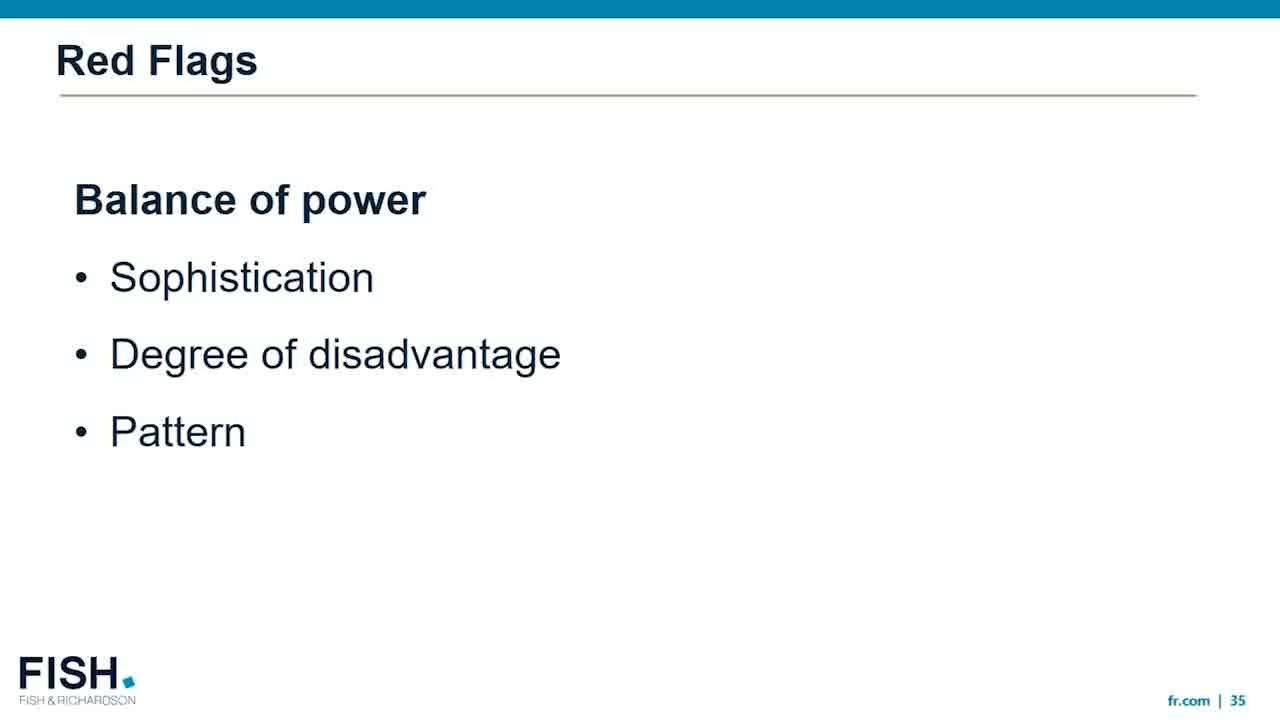 Red Flags
Balance of power
• Sophistication
• Degree of disadvantage
• Pattern
FISH.
FISH & RICHARDSON
fr.com | 35